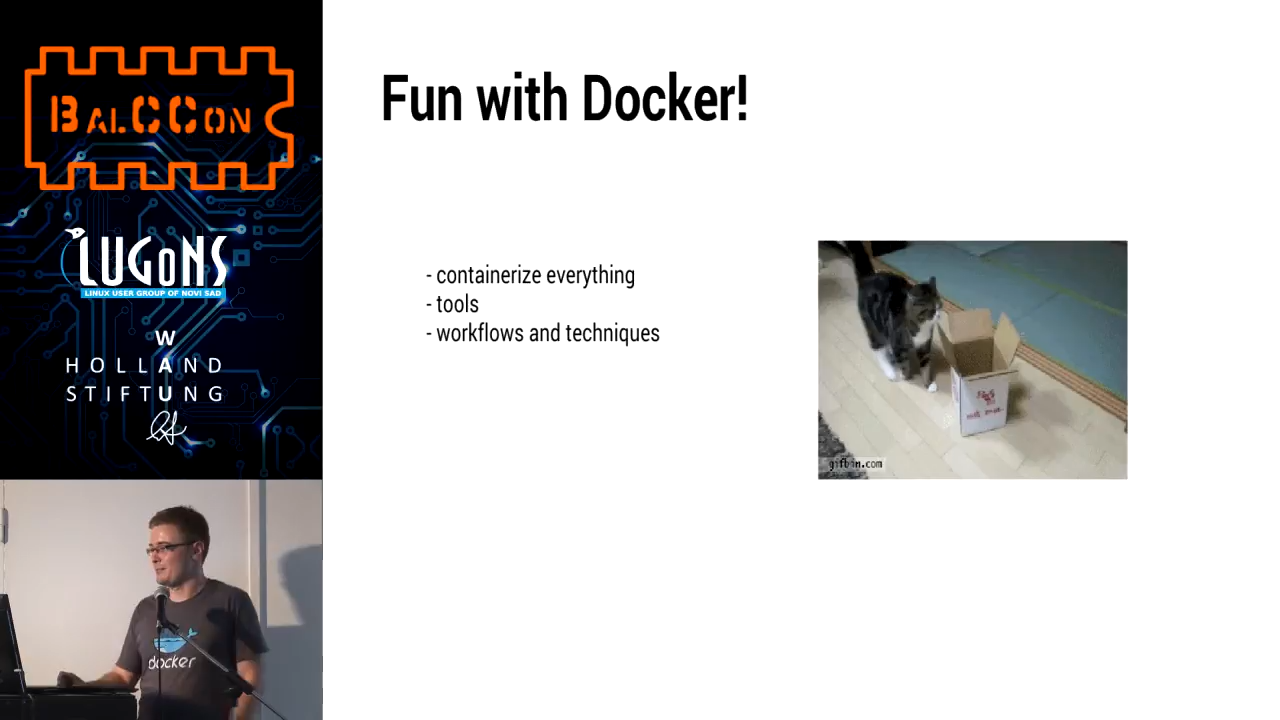 BALCCON
LUGoNS
LINUX USER GROUP OF NOVI SAD
W
HOLLAND
STIFTUNG
Fun with Docker!
- containerize everything
- tools
- workflows and techniques
gifbin.com
docker